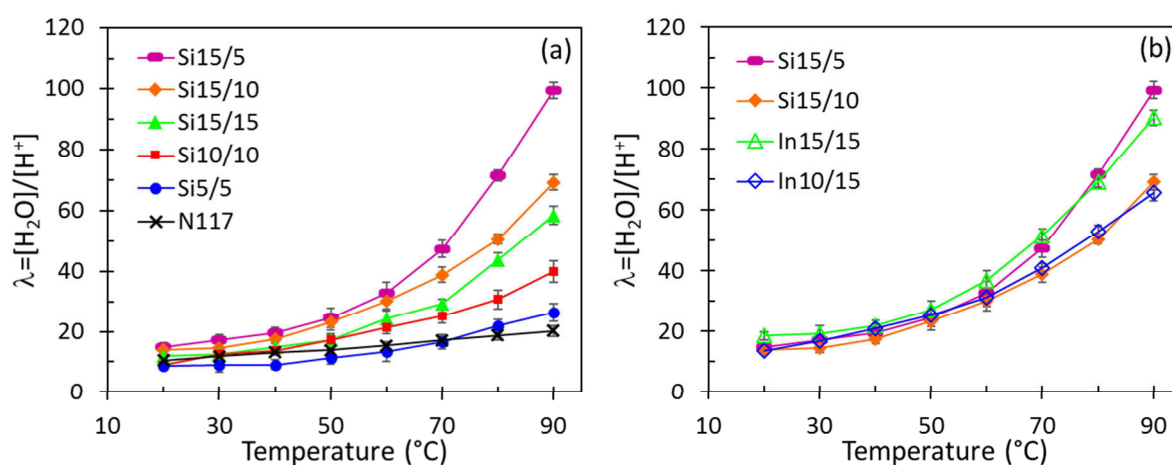 (a)
Si15/5
Si15/10
Si15/15
Si10/10
Si5/5
N117
λ=[H₂O]/[H⁺]
120
100
80
60
40
20
0
10 30 50 70 90
Temperature (°C)
(b)
Si15/5
Si15/10
In15/15
In10/15
λ=[H₂O]/[H⁺]
120
100
80
60
40
20
0
10 30 50 70 90
Temperature (°C)